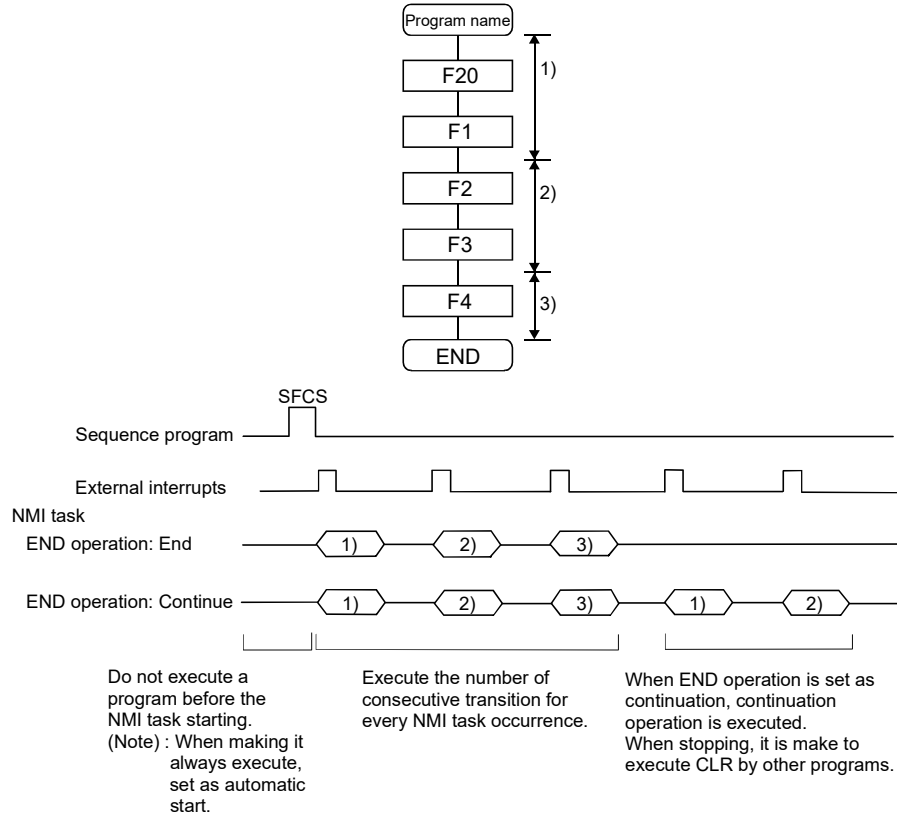 Program name
F20
1)
F1
F2
2)
F3
F4
3)
END
SFCS
Sequence program
External interrupts
NMI task
END operation: End
1)
2)
3)
END operation: Continue
1)
2)
3)
1)
2)
Do not execute a
program before the
NMI task starting.
(Note) : When making it
always execute,
set as automatic
start.
Execute the number of
consecutive transition for
every NMI task occurrence.
When END operation is set as
continuation, continuation
operation is executed.
When stopping, it is make to
execute CLR by other programs.